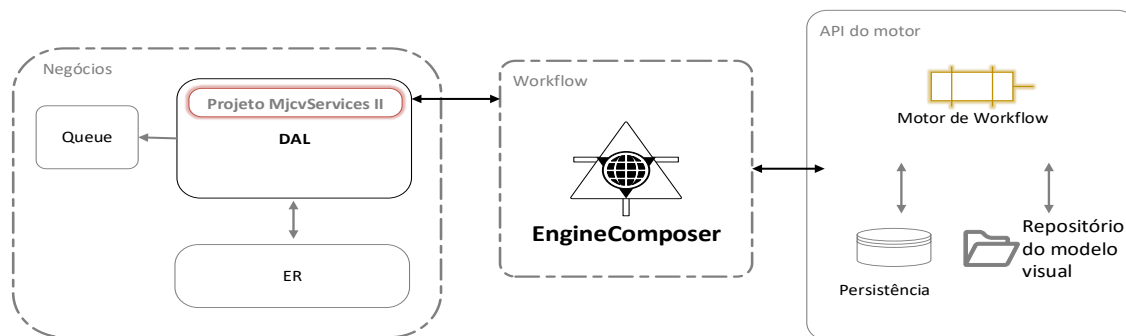 Negócios
Projeto MjcvServices II
DAL
Queue
ER
Workflow
EngineComposer
API do motor
Motor de Workflow
Persistência
Repositório
do modelo
visual